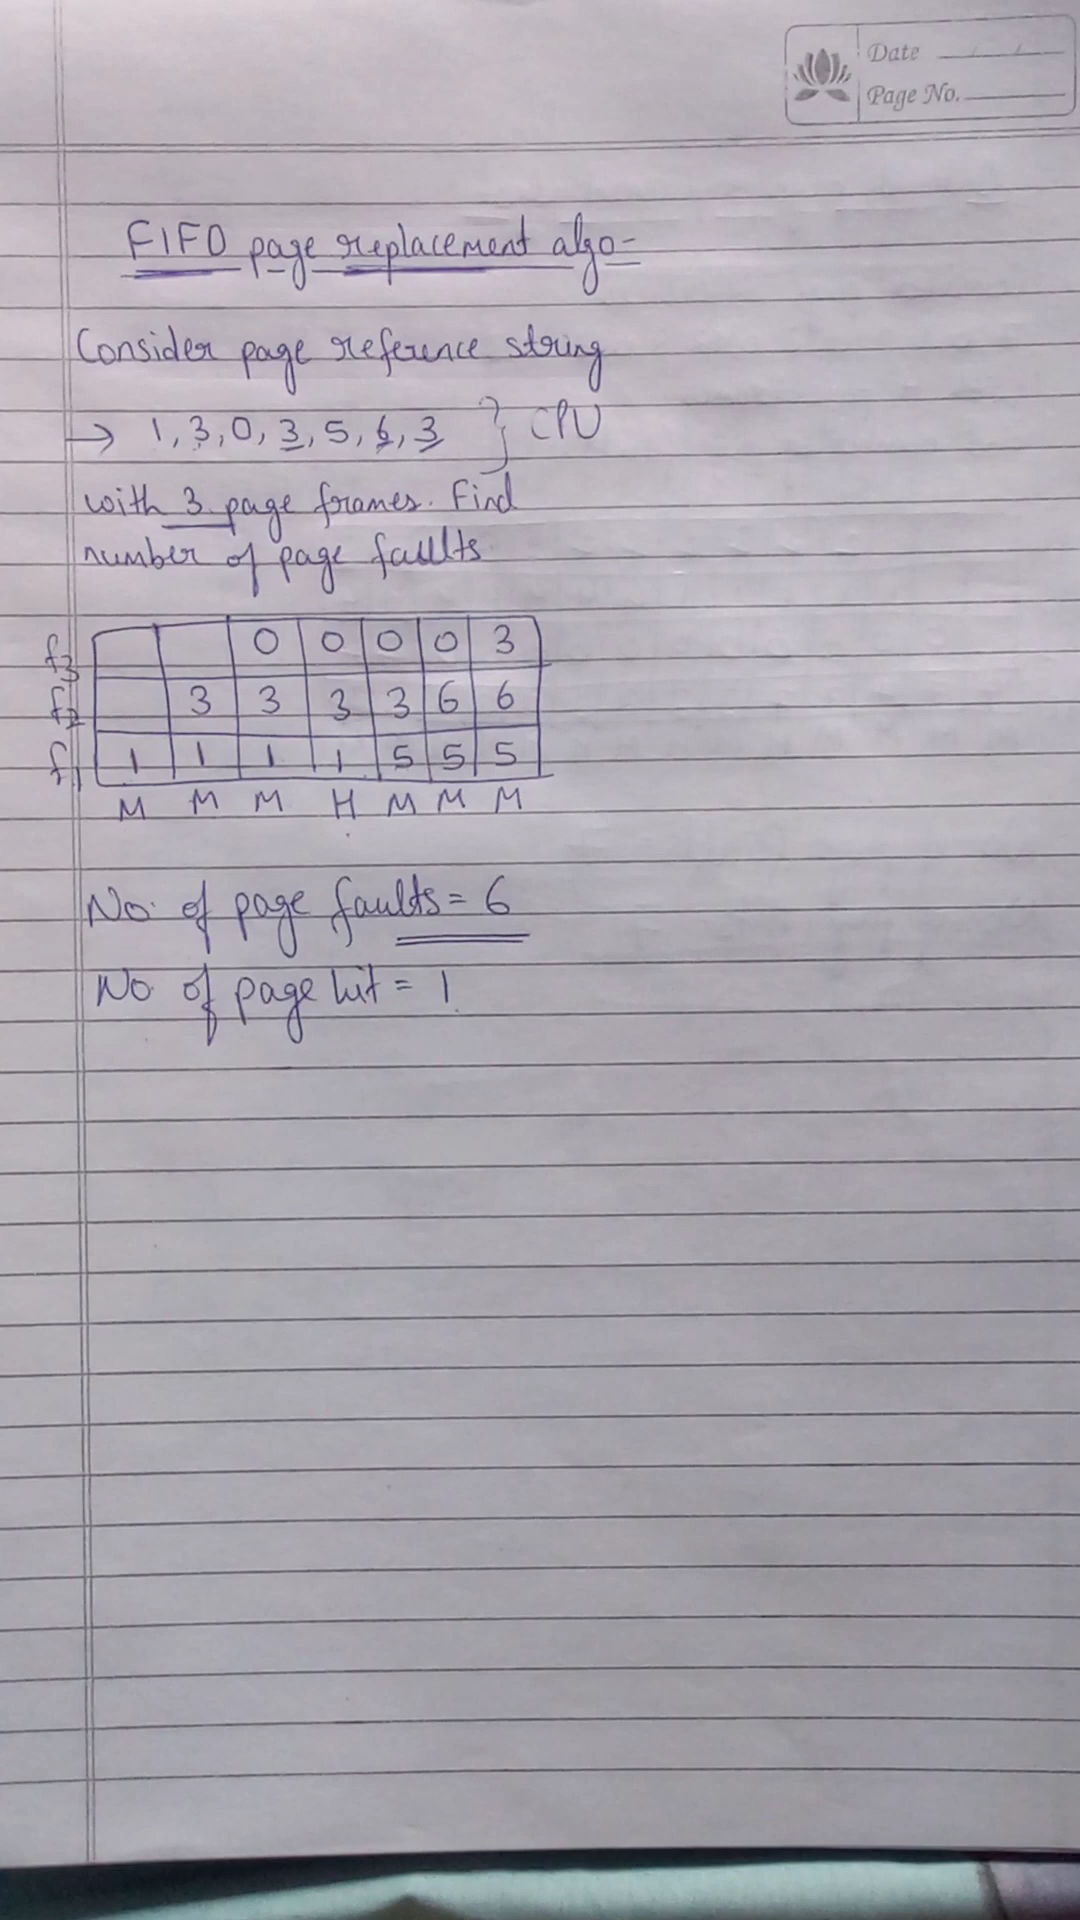 Date
Page No.
FIFO page replacement algo-
Consider page reference string
→ 1, 3, 0, 3, 5, 6, 3 } CPU
with 3 page frames. Find
number of page faults
f3 0 0 0 0 3
f2 3 3 3 3 6 6
f1 1 1 1 1 5 5 5
M M M H M M M
No. of page faults = 6
No. of page hit = 1